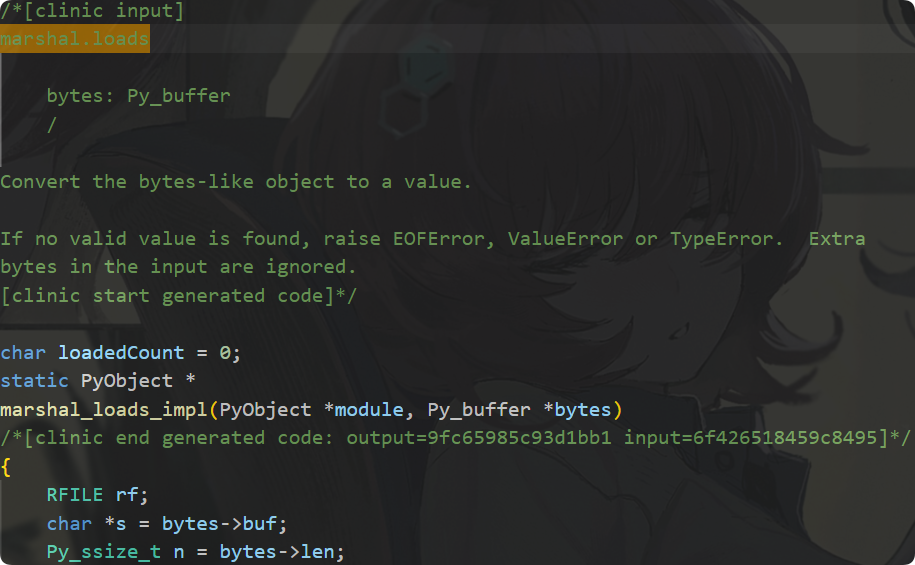 /*[clinic input]
marshal.loads
bytes: Py_buffer
/
Convert the bytes-like object to a value.
If no valid value is found, raise EOFError, ValueError or TypeError.  Extra
bytes in the input are ignored.
[clinic start generated code]*/
char loadedCount = 0;
static PyObject *
marshal_loads_impl(PyObject *module, Py_buffer *bytes)
/*[clinic end generated code: output=9fc65985c93d1bb1 input=6f426518459c8495]*/
{
RFILE rf;
char *s = bytes->buf;
Py_ssize_t n = bytes->len;